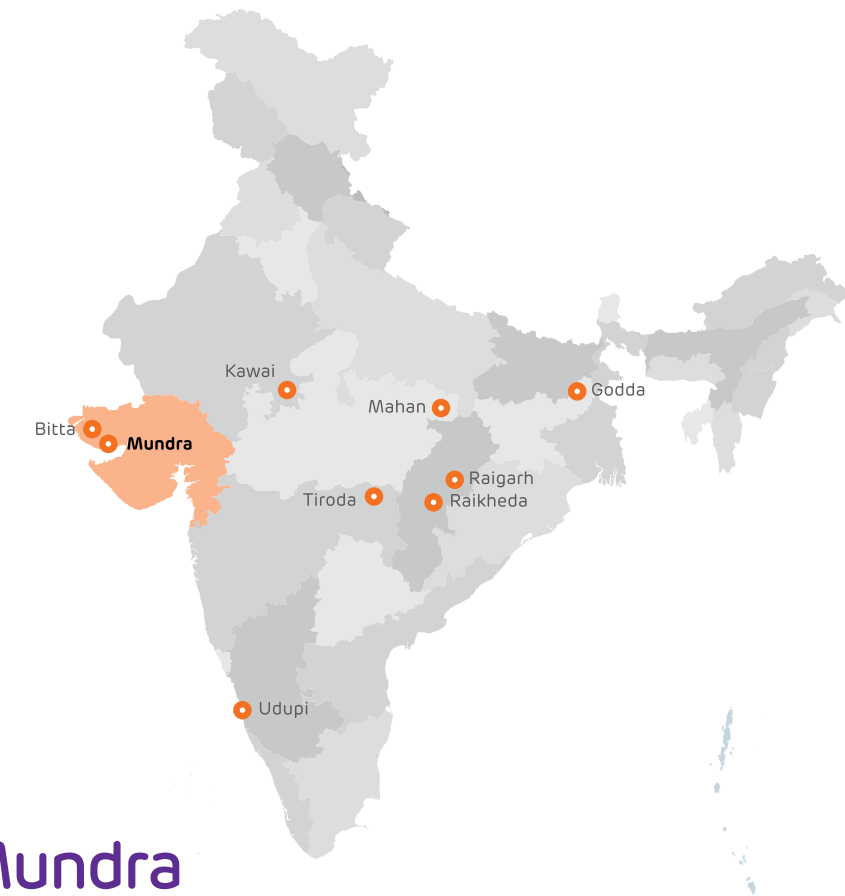 Kawai
Godda
Mahan
Bitta
Mundra
Raigarh
Tiroda
Raikheda
Udupi
Mundra